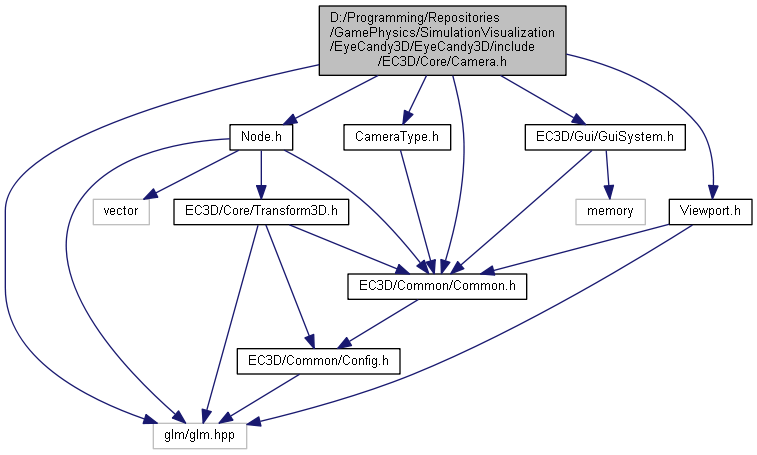 D:/Programming/Repositories
/GamePhysics/SimulationVisualization
/EyeCandy3D/EyeCandy3D/include
/EC3D/Core/Camera.h
Node.h
CameraType.h
EC3D/Gui/GuiSystem.h
vector
EC3D/Core/Transform3D.h
memory
Viewport.h
EC3D/Common/Common.h
EC3D/Common/Config.h
glm/glm.hpp